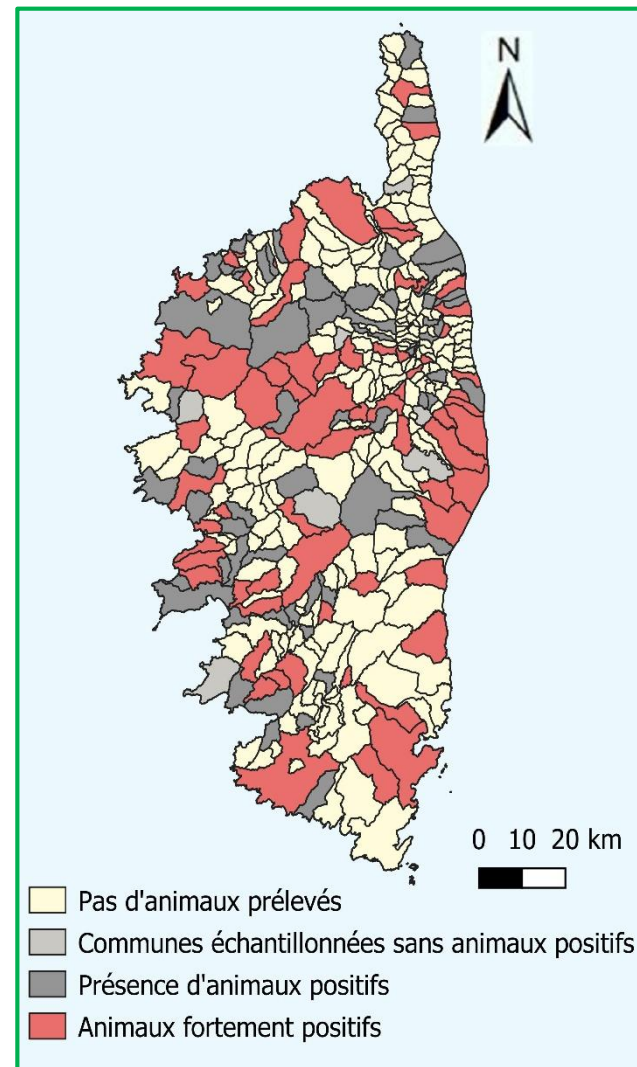 N
0 10 20 km
Pas d'animaux prélevés
Communes échantillonnées sans animaux positifs
Présence d'animaux positifs
Animaux fortement positifs